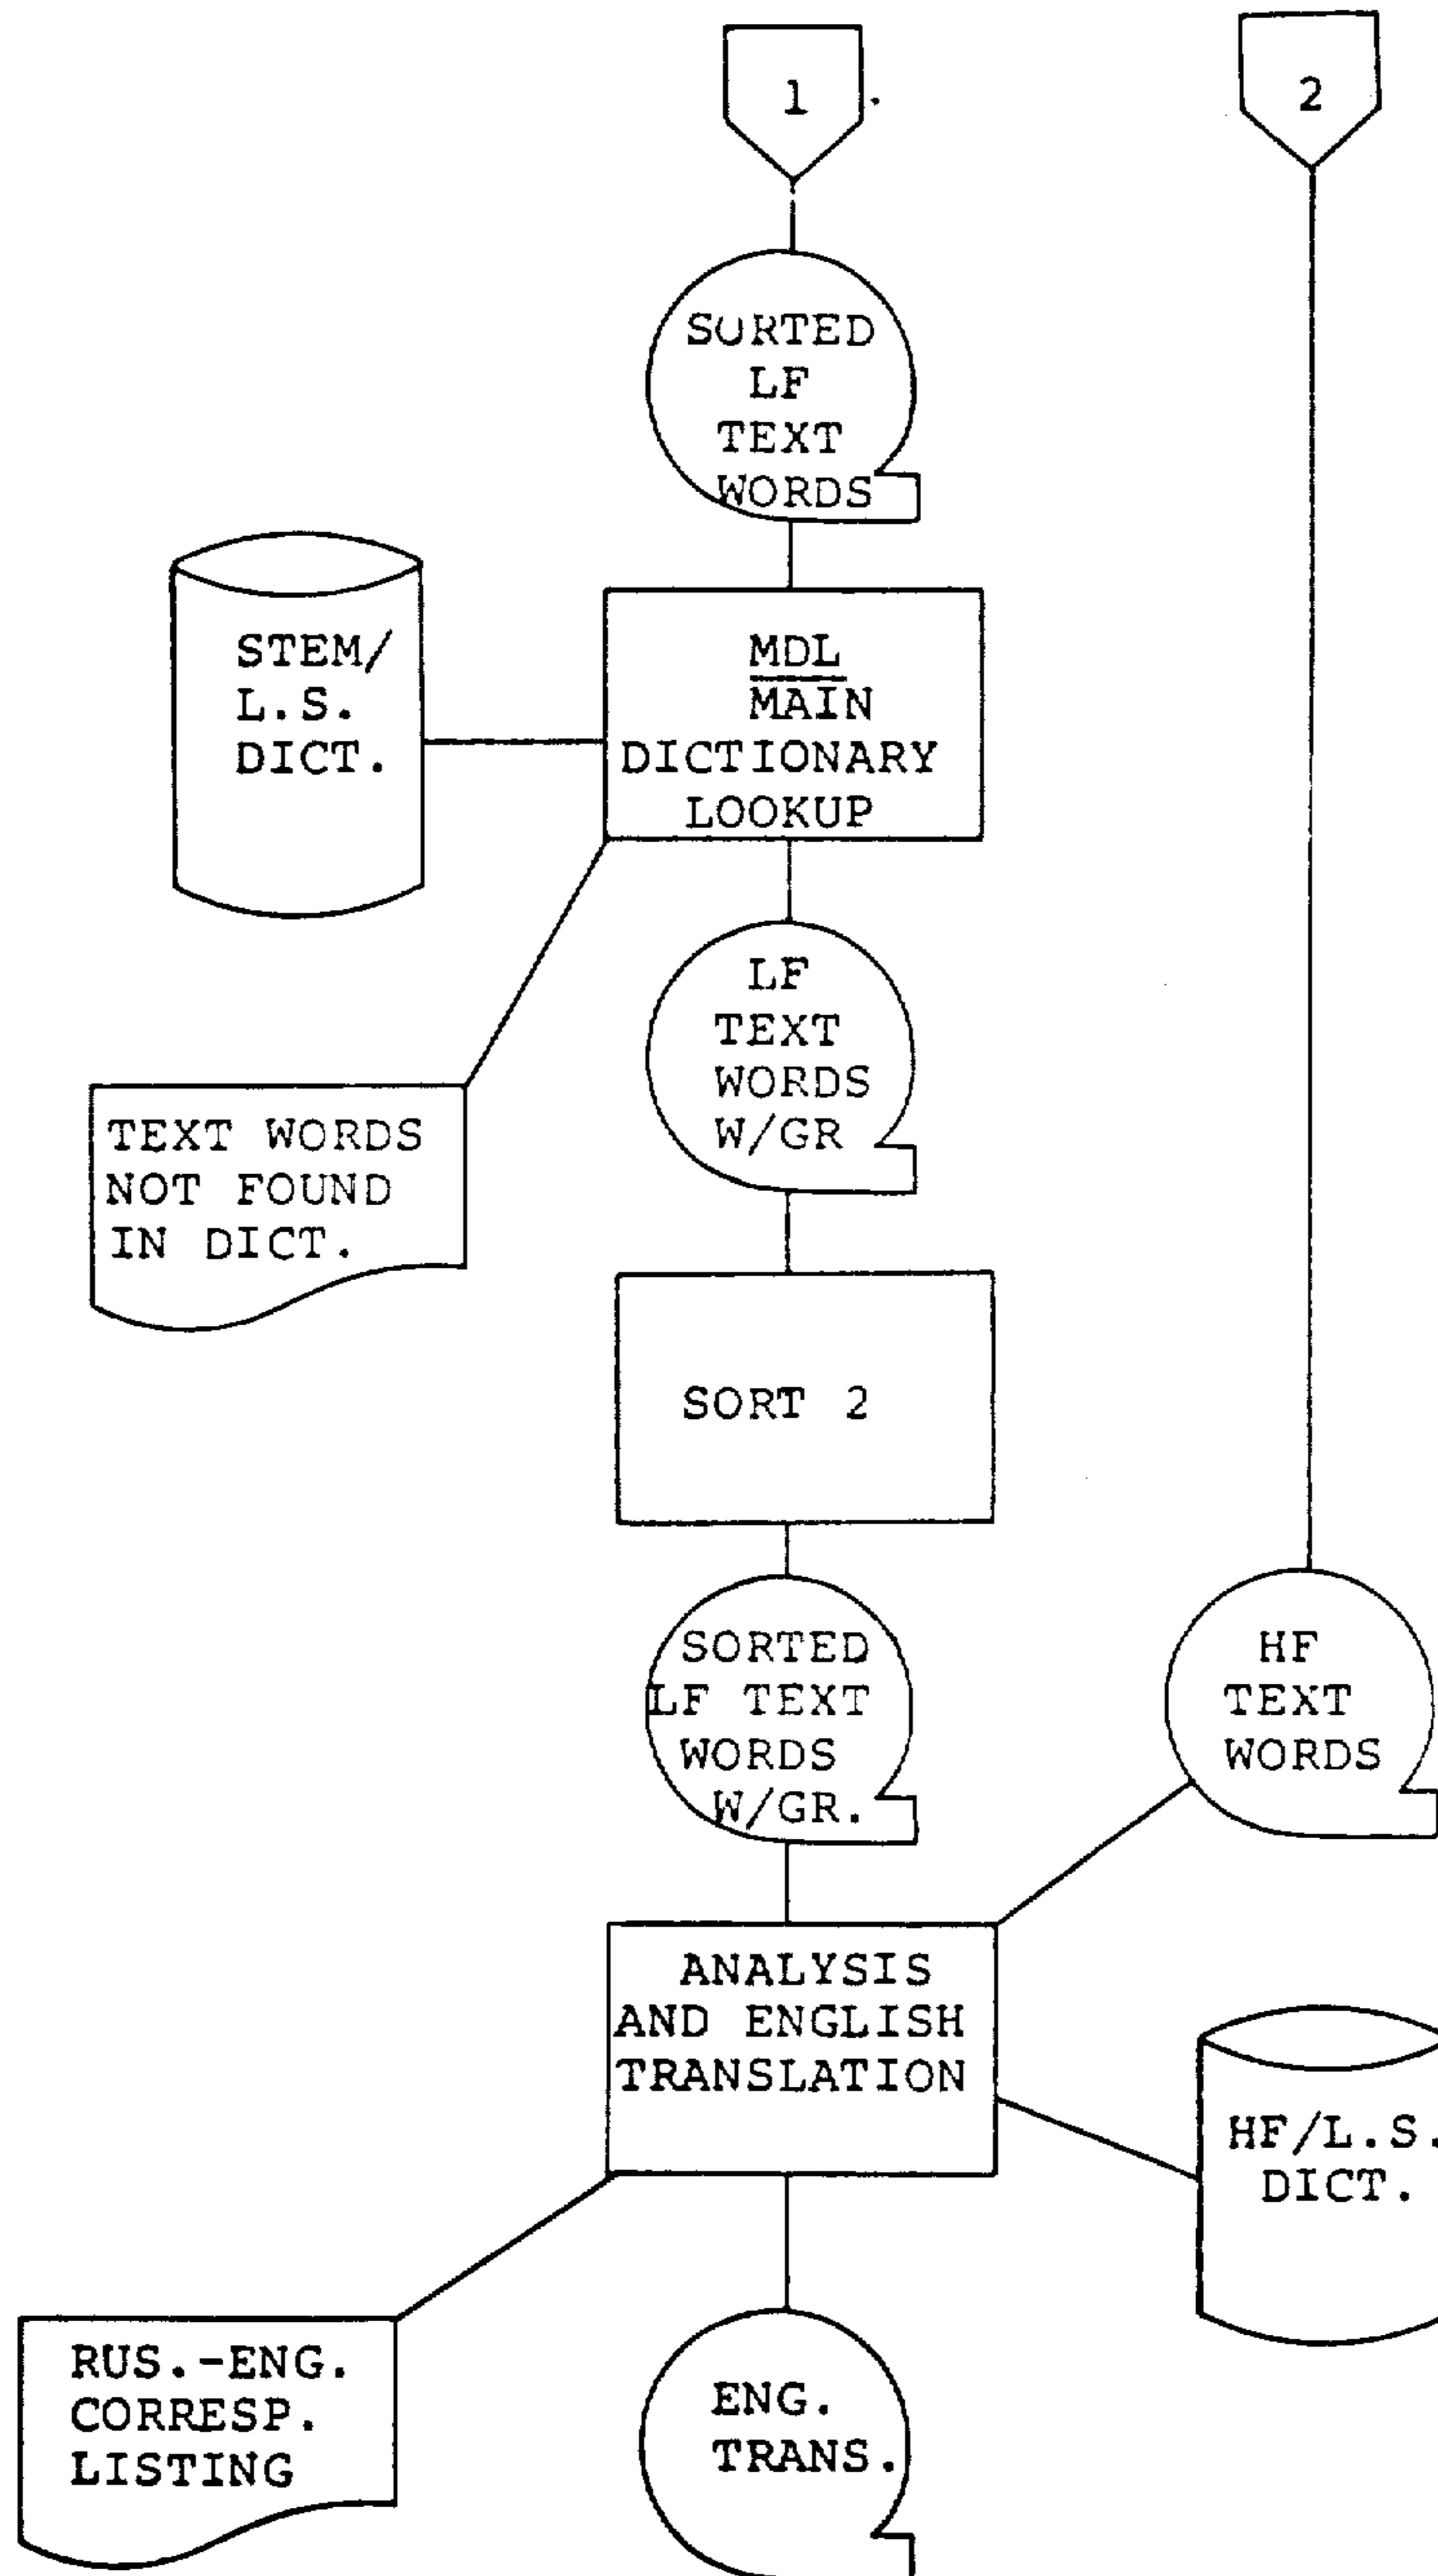 1
2
SORTED
LF
TEXT
WORDS
STEM/
L.S.
DICT.
MDL
MAIN
DICTIONARY
LOOKUP
LF
TEXT
WORDS
W/GR
TEXT WORDS
NOT FOUND
IN DICT.
SORT 2
SORTED
LF TEXT
WORDS
W/GR.
HF
TEXT
WORDS
ANALYSIS
AND ENGLISH
TRANSLATION
HF/L.S.
DICT.
RUS.-ENG.
CORRESP.
LISTING
ENG.
TRANS.